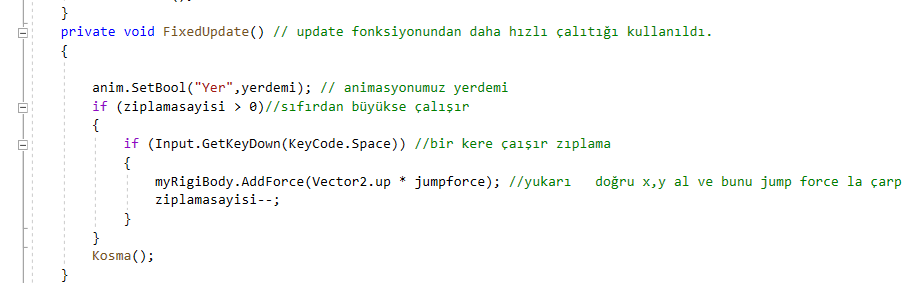 }
private void FixedUpdate() // update fonksiyonundan daha hızlı çalıtığı kullanıldı.
{
anim.SetBool("Yer",yerdemi); // animasyonumuz yerdemi
if (ziplamasayisi > 0)//sıfırdan büyükse çalışır
{
if (Input.GetKeyDown(KeyCode.Space)) //bir kere çaışır zıplama
{
myRigiBody.AddForce(Vector2.up * jumpforce); //yukarı   doğru x,y al ve bunu jump force la çarp
ziplamasayisi--;
}
}
Kosma();
}